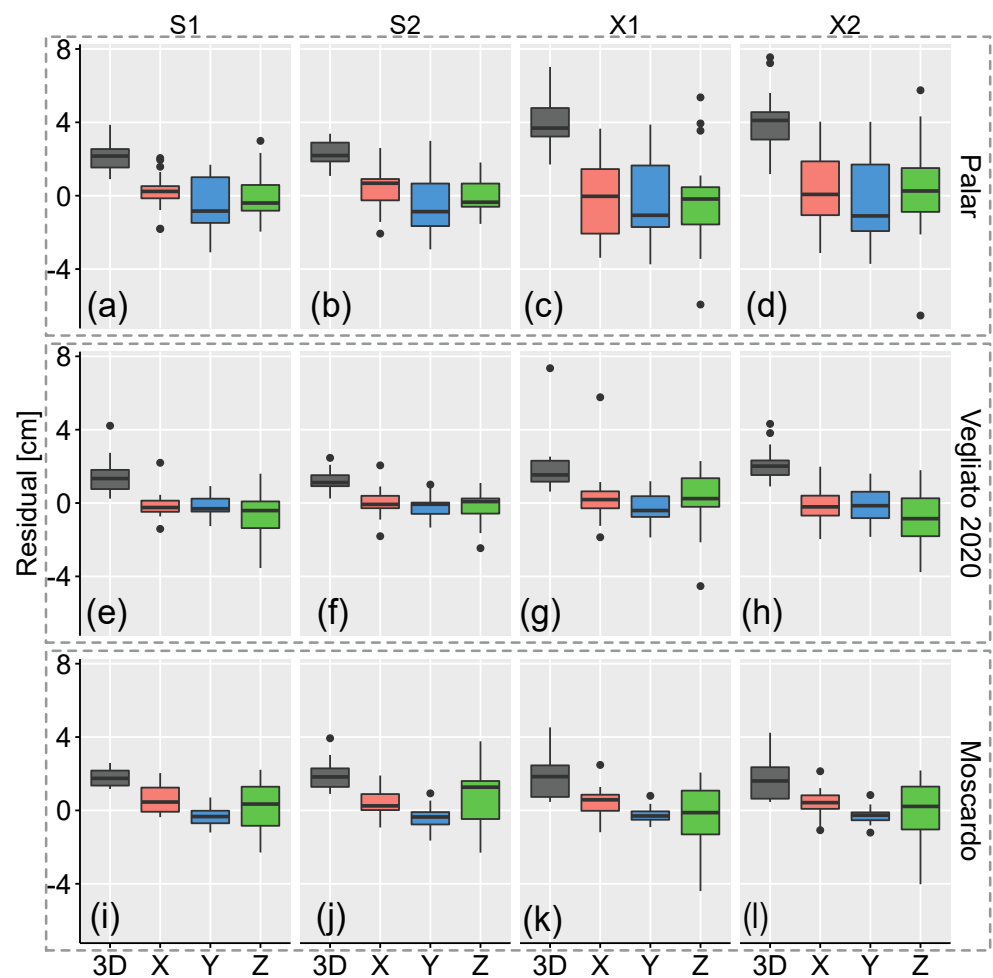 S1 S2 X1 X2
8
4
0
-4
(a) (b) (c) (d)
Palar
8
4
0
-4
(e) (f) (g) (h)
Vegliato 2020
Residual [cm]
8
4
0
-4
(i) (j) (k) (l)
Moscardo
3D X Y Z 3D X Y Z 3D X Y Z 3D X Y Z